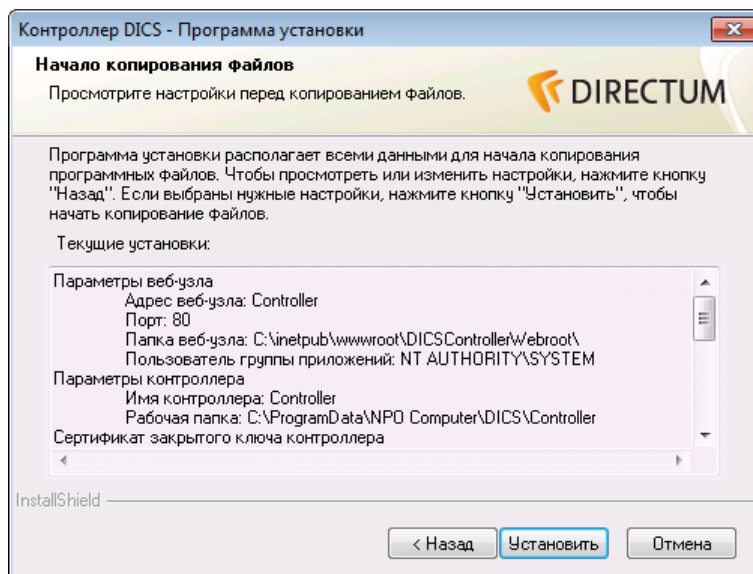 Контроллер DICS - Программа установки
Начало копирования файлов
Просмотрите настройки перед копированием файлов.
DIRECTUM
Программа установки располагает всеми данными для начала копирования
программных файлов. Чтобы просмотреть или изменить настройки, нажмите кнопку
"Назад". Если выбраны нужные настройки, нажмите кнопку "Установить", чтобы
начать копирование файлов.
Текущие установки:
Параметры веб-узла
Адрес веб-узла: Controller
Порт: 80
Папка веб-узла: C:\inetpub\wwwroot\DICSControllerWebroot\
Пользователь группы приложений: NT AUTHORITY\SYSTEM
Параметры контроллера
Имя контроллера: Controller
Рабочая папка: C:\ProgramData\NPO Computer\DICS\Controller
Сертификат закрытого ключа контроллера
InstallShield
< Назад
Установить
Отмена